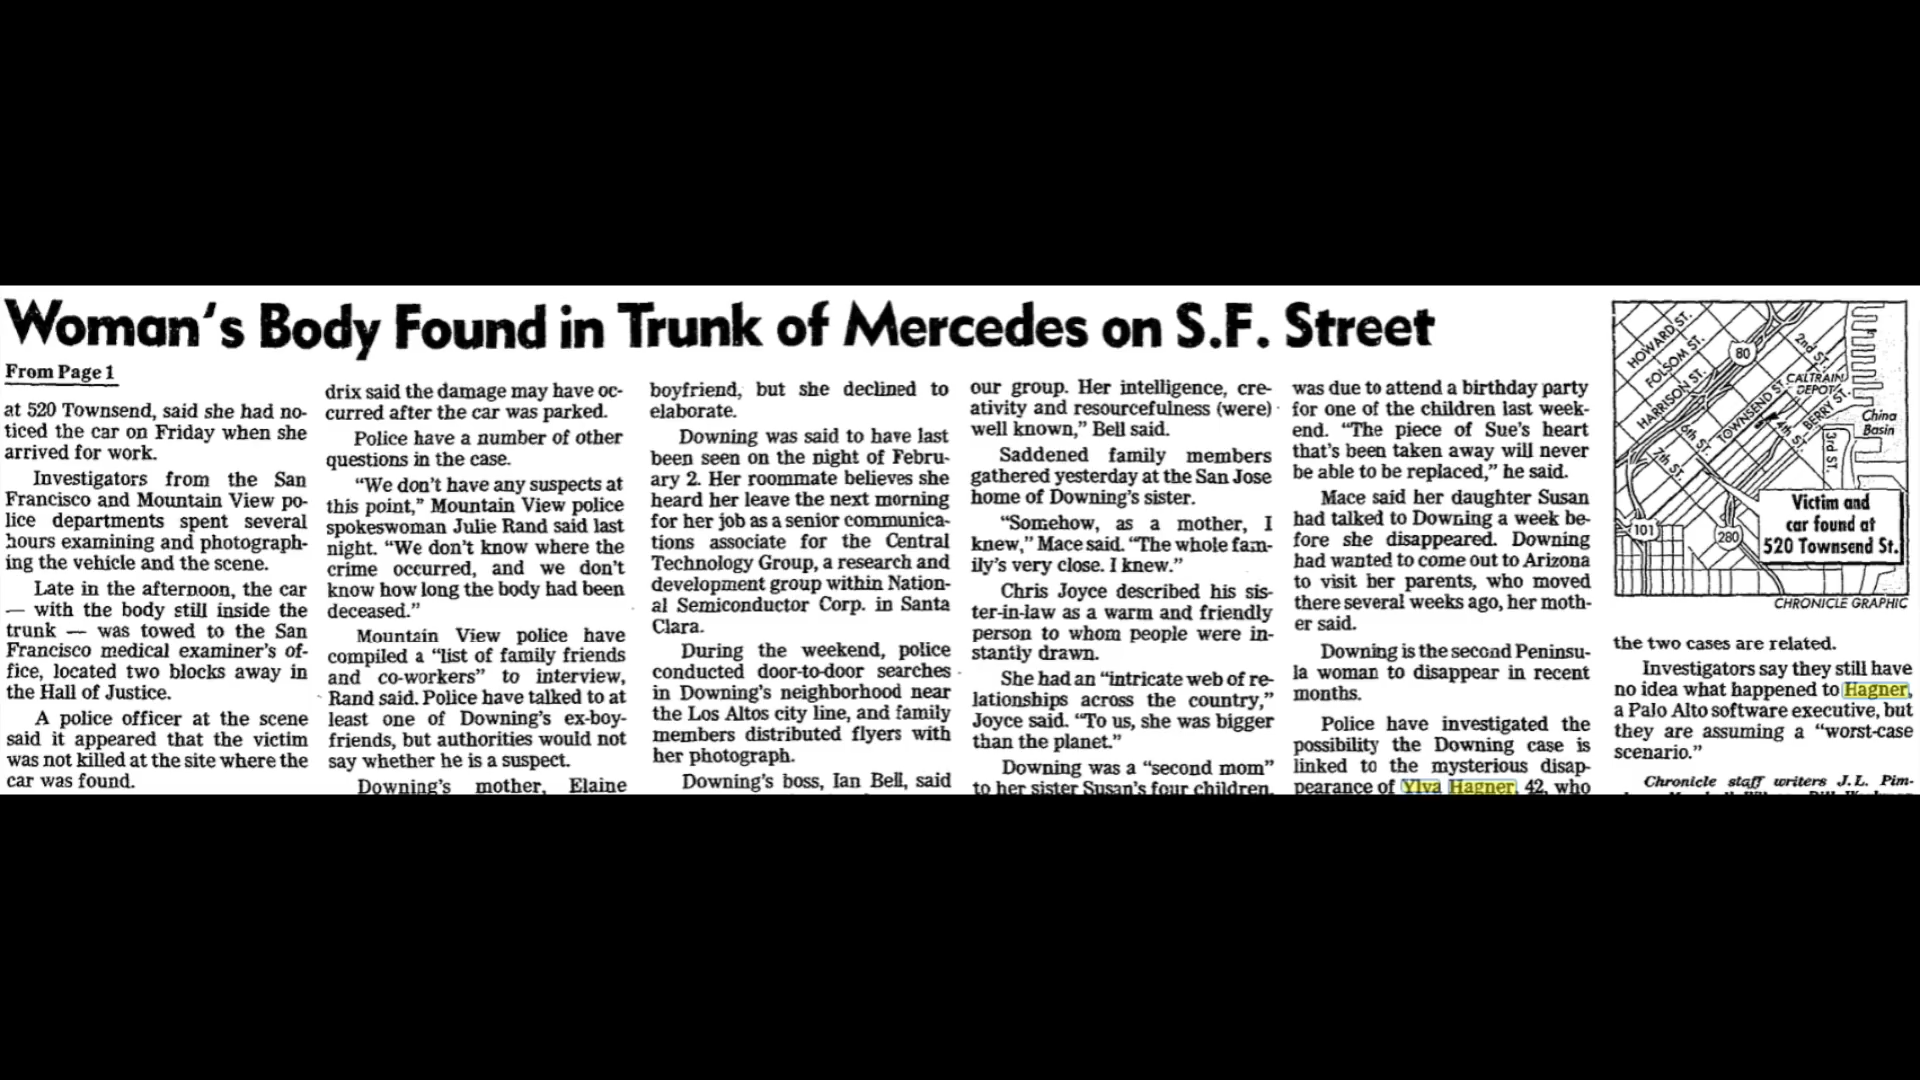 Woman's Body Found in Trunk of Mercedes on S.F. Street
From Page 1
at 520 Townsend, said she had no-
ticed the car on Friday when she
arrived for work.
Investigators from the San
Francisco and Mountain View po-
lice departments spent several
hours examining and photograph-
ing the vehicle and the scene.
Late in the afternoon, the car
— with the body still inside the
trunk — was towed to the San
Francisco medical examiner's of-
fice, located two blocks away in
the Hall of Justice.
A police officer at the scene
said it appeared that the victim
was not killed at the site where the
car was found.
drix said the damage may have oc-
curred after the car was parked.
Police have a number of other
questions in the case.
"We don't have any suspects at
this point," Mountain View police
spokeswoman Julie Rand said last
night. "We don't know where the
crime occurred, and we don't
know how long the body had been
deceased."
Mountain View police have
compiled a "list of family friends
and co-workers" to interview,
Rand said. Police have talked to at
least one of Downing's ex-boy-
friends, but authorities would not
say whether he is a suspect.
Downing's mother, Elaine
boyfriend, but she declined to
elaborate.
Downing was said to have last
been seen on the night of Febru-
ary 2. Her roommate believes she
heard her leave the next morning
for her job as a senior communica-
tions associate for the Central
Technology Group, a research and
development group within Nation-
al Semiconductor Corp. in Santa
Clara.
During the weekend, police
conducted door-to-door searches
in Downing's neighborhood near
the Los Altos city line, and family
members distributed flyers with
her photograph.
Downing's boss, Ian Bell, said
our group. Her intelligence, cre-
ativity and resourcefulness (were)
well known," Bell said.
Saddened family members
gathered yesterday at the San Jose
home of Downing's sister.
"Somehow, as a mother, I
knew," Mace said. "The whole fam-
ily's very close. I knew."
Chris Joyce described his sis-
ter-in-law as a warm and friendly
person to whom people were in-
stantly drawn.
She had an "intricate web of re-
lationships across the country,"
Joyce said. "To us, she was bigger
than the planet."
Downing was a "second mom"
to her sister Susan's four children,
was due to attend a birthday party
for one of the children last week-
end. "The piece of Sue's heart
that's been taken away will never
be able to be replaced," he said.
Mace said her daughter Susan
had talked to Downing a week be-
fore she disappeared. Downing
had wanted to come out to Arizona
to visit her parents, who moved
there several weeks ago, her moth-
er said.
Downing is the second Peninsu-
la woman to disappear in recent
months.
Police have investigated the
possibility the Downing case is
linked to the mysterious disap-
pearance of Ylva Hagner, 42, who
HOWARD ST.
FOLSOM ST.
HARRISON ST.
80
2nd St.
CALTRAIN
DEPOT
TOWNSEND ST.
BERRY ST.
China
Basin
6th St.
4th St.
3rd ST.
7th St.
101
280
Victim and
car found at
520 Townsend St.
CHRONICLE GRAPHIC
the two cases are related.
Investigators say they still have
no idea what happened to Hagner,
a Palo Alto software executive, but
they are assuming a "worst-case
scenario."
Chronicle staff writers J.L. Pim-